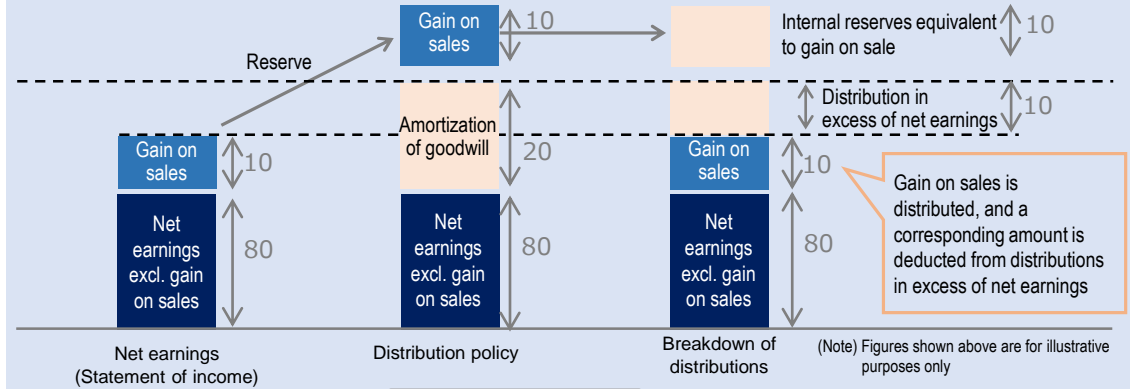 Gain on
sales
10
Internal reserves equivalent
to gain on sale
10
Reserve
Gain on
sales
10
Amortization
of goodwill
20
Distribution in
excess of net earnings
10
Gain on
sales
10
Gain on sales is
distributed, and a
corresponding amount is
deducted from distributions
in excess of net earnings
Net
earnings
excl. gain
on sales
80
Net
earnings
excl. gain
on sales
80
Net
earnings
excl. gain
on sales
80
Net earnings
(Statement of income)
Distribution policy
Breakdown of
distributions
(Note) Figures shown above are for illustrative
purposes only